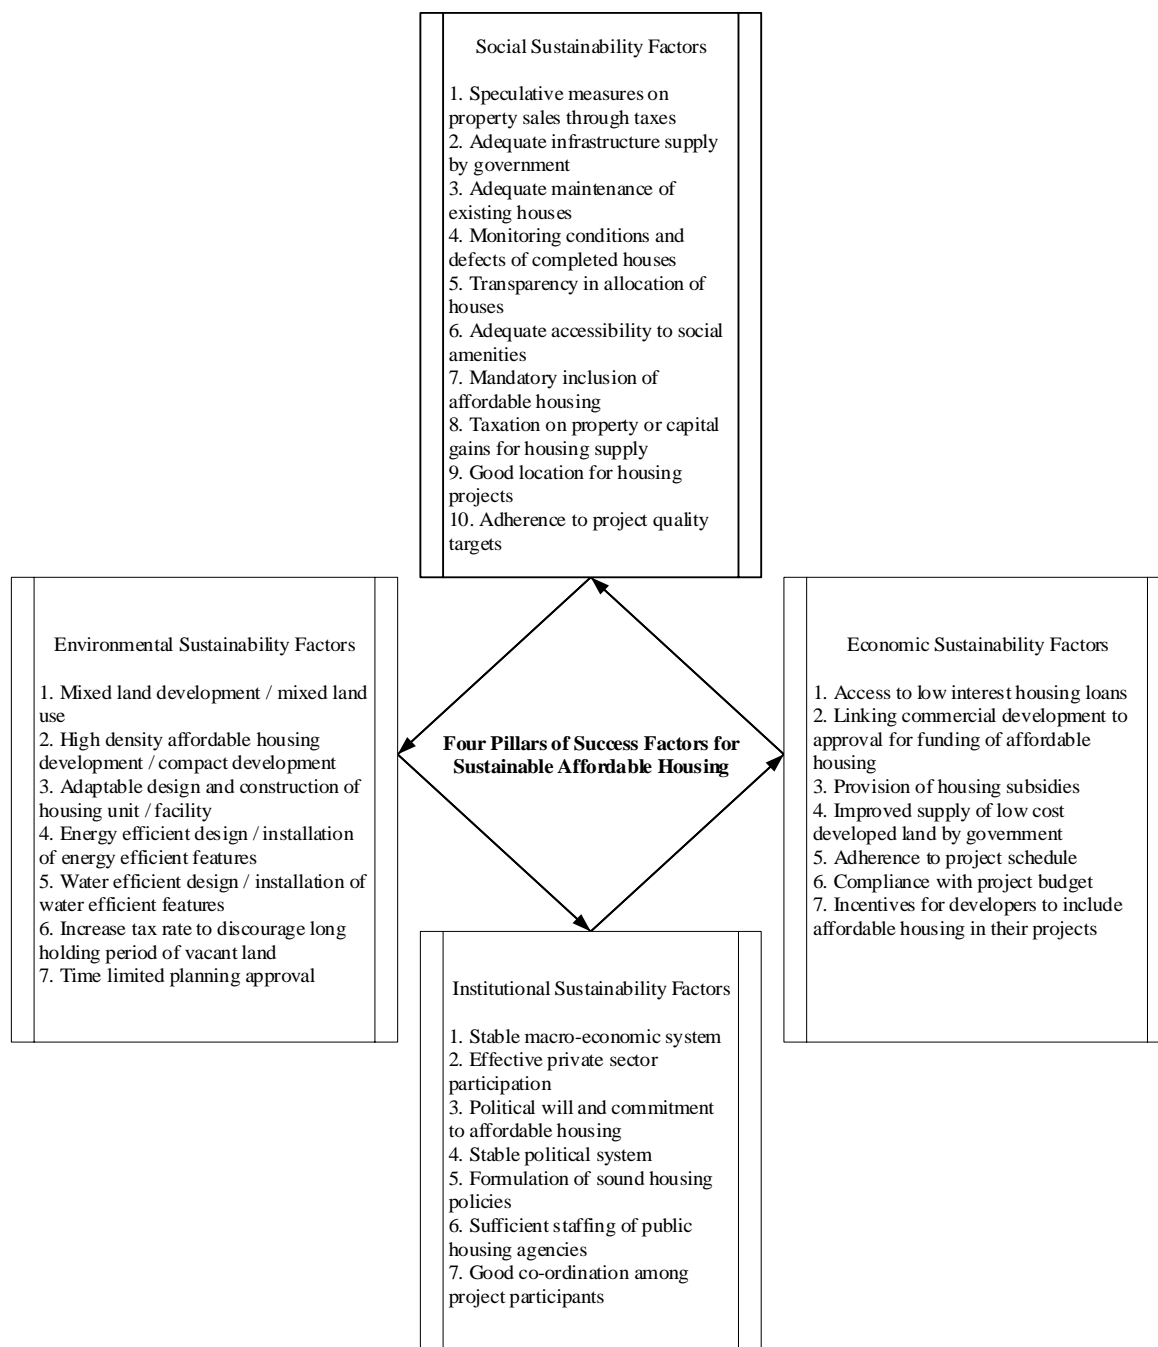 Social Sustainability Factors
1. Speculative measures on
property sales through taxes
2. Adequate infrastructure supply
by government
3. Adequate maintenance of
existing houses
4. Monitoring conditions and
defects of completed houses
5. Transparency in allocation of
houses
6. Adequate accessibility to social
amenities
7. Mandatory inclusion of
affordable housing
8. Taxation on property or capital
gains for housing supply
9. Good location for housing
projects
10. Adherence to project quality
targets
Environmental Sustainability Factors
1. Mixed land development / mixed land
use
2. High density affordable housing
development / compact development
3. Adaptable design and construction of
housing unit / facility
4. Energy efficient design / installation
of energy efficient features
5. Water efficient design / installation of
water efficient features
6. Increase tax rate to discourage long
holding period of vacant land
7. Time limited planning approval
Four Pillars of Success Factors for
Sustainable Affordable Housing
Economic Sustainability Factors
1. Access to low interest housing loans
2. Linking commercial development to
approval for funding of affordable
housing
3. Provision of housing subsidies
4. Improved supply of low cost
developed land by government
5. Adherence to project schedule
6. Compliance with project budget
7. Incentives for developers to include
affordable housing in their projects
Institutional Sustainability Factors
1. Stable macro-economic system
2. Effective private sector
participation
3. Political will and commitment
to affordable housing
4. Stable political system
5. Formulation of sound housing
policies
6. Sufficient staffing of public
housing agencies
7. Good co-ordination among
project participants